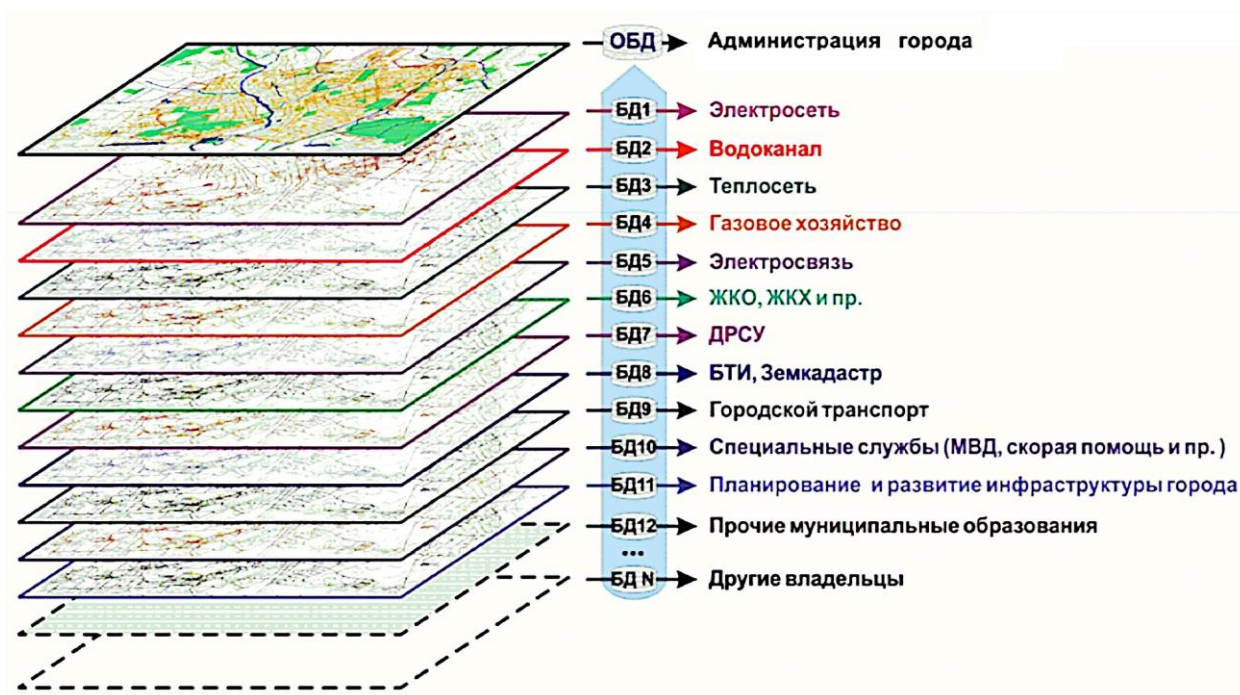 ОБД Администрация города
БД1 Электросеть
БД2 Водоканал
БД3 Теплосеть
БД4 Газовое хозяйство
БД5 Электросвязь
БД6 ЖКО, ЖКХ и пр.
БД7 ДРСУ
БД8 БТИ, Земкадастр
БД9 Городской транспорт
БД10 Специальные службы (МВД, скорая помощь и пр. )
БД11 Планирование и развитие инфраструктуры города
БД12 Прочие муниципальные образования
...
БД N Другие владельцы